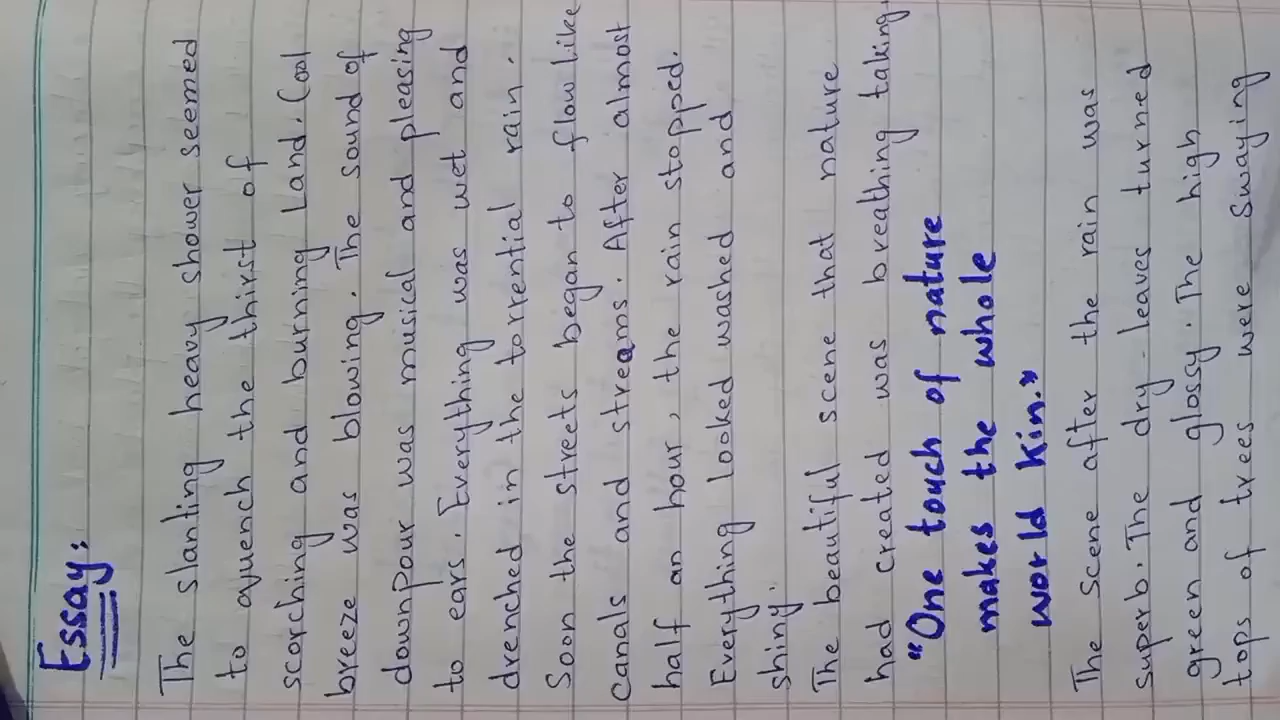 Essay:
The slanting heavy shower seemed
to quench the thirst of
scorching and burning Land. Cool
breeze was blowing. The sound of
downpour was musical and pleasing
to ears. Everything was wet and
drenched in the torrential rain.
Soon the streets began to flow like
canals and streams. After almost
half an hour, the rain stopped.
Everything looked washed and
shiny.
The beautiful scene that nature
had created was breathing taking.
"One touch of nature
makes the whole
world kin."
The scene after the rain was
superb. The dry leaves turned
green and glossy. The high
tops of trees were swaying